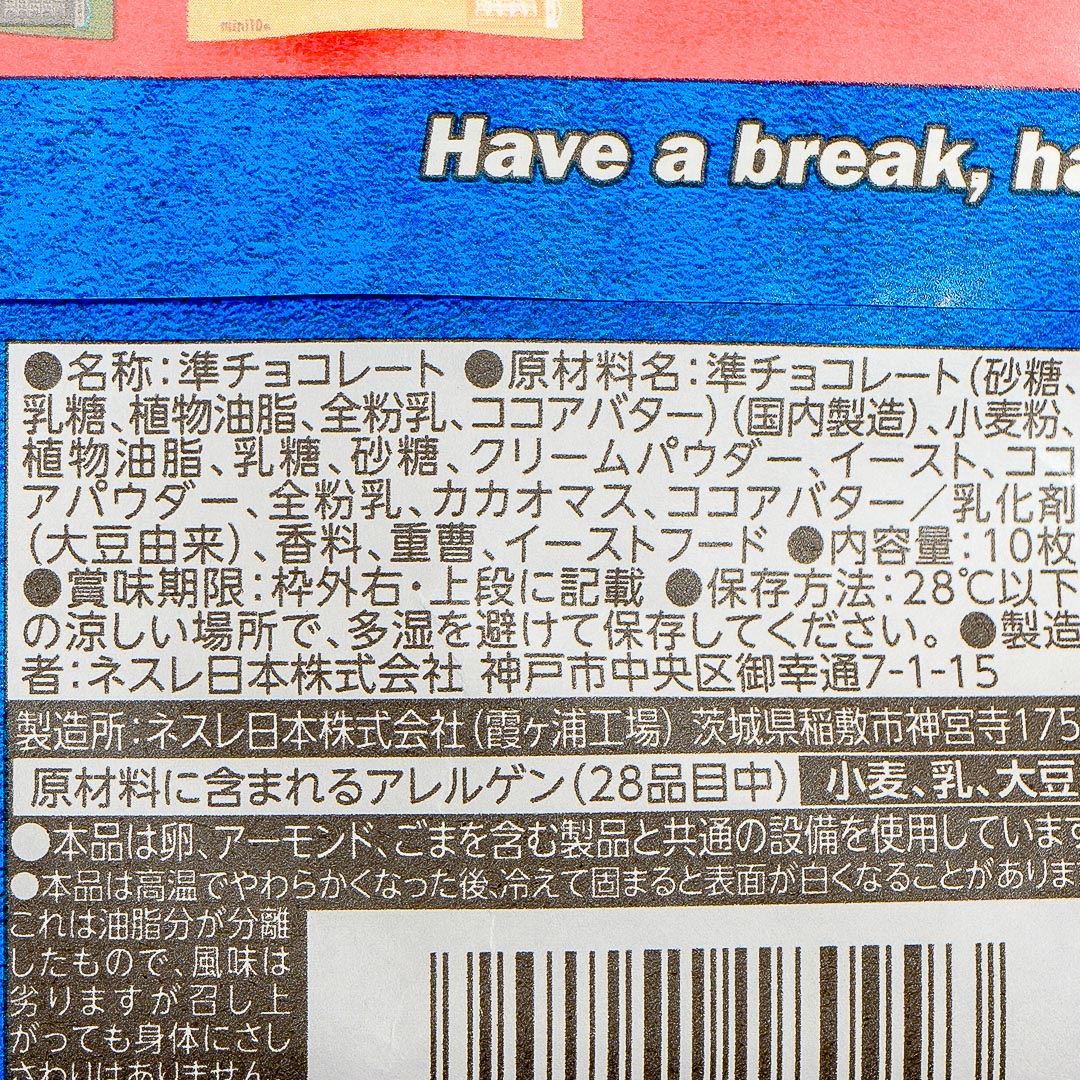 mini10
Have a break, ha
●名称：準チョコレート ●原材料名：準チョコレート（砂糖、
乳糖、植物油脂、全粉乳、ココアバター）（国内製造）、小麦粉、
植物油脂、乳糖、砂糖、クリームパウダー、イースト、ココ
アパウダー、全粉乳、カカオマス、ココアバター／乳化剤
（大豆由来）、香料、重曹、イーストフード ●内容量：10枚
●賞味期限：枠外右・上段に記載 ●保存方法：28℃以下
の涼しい場所で、多湿を避けて保存してください。 ●製造
者：ネスレ日本株式会社 神戸市中央区御幸通7-1-15
製造所：ネスレ日本株式会社（霞ヶ浦工場） 茨城県稲敷市神宮寺175
原材料に含まれるアレルゲン（28品目中） 小麦、乳、大豆
●本品は卵、アーモンド、ごまを含む製品と共通の設備を使用しています
●本品は高温でやわらかくなった後、冷えて固まると表面が白くなることがありま
これは油脂分が分離
したもので、風味は
劣りますが召し上
がっても身体にさし
さわりはありません